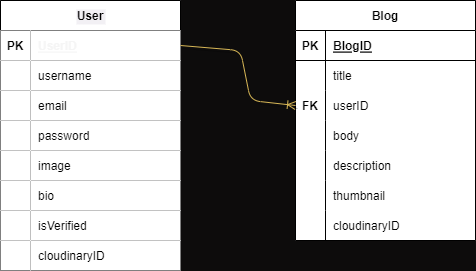 User
PK UserID
username
email
password
image
bio
isVerified
cloudinaryID
Blog
PK BlogID
title
FK userID
body
description
thumbnail
cloudinaryID